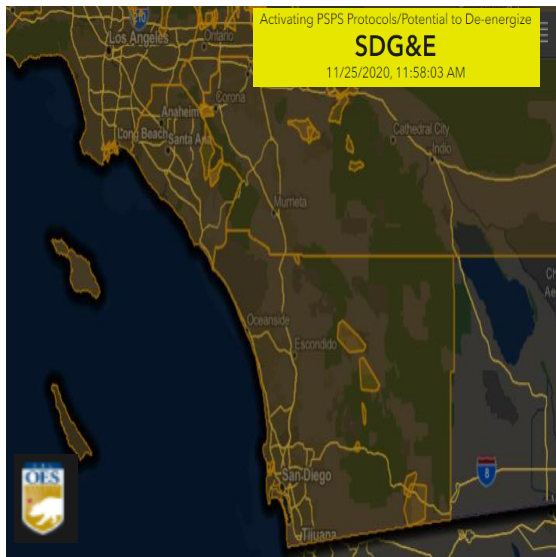 Activating PSPS Protocols/Potential to De-energize
SDG&E
11/25/2020, 11:58:03 AM
210
Los Angeles
Ontario
Corona
Anaheim
Long Beach
Santa Ana
Cathedral City
Indio
Murrieta
Oceanside
Escondido
8
OES
San Diego
Tijuana